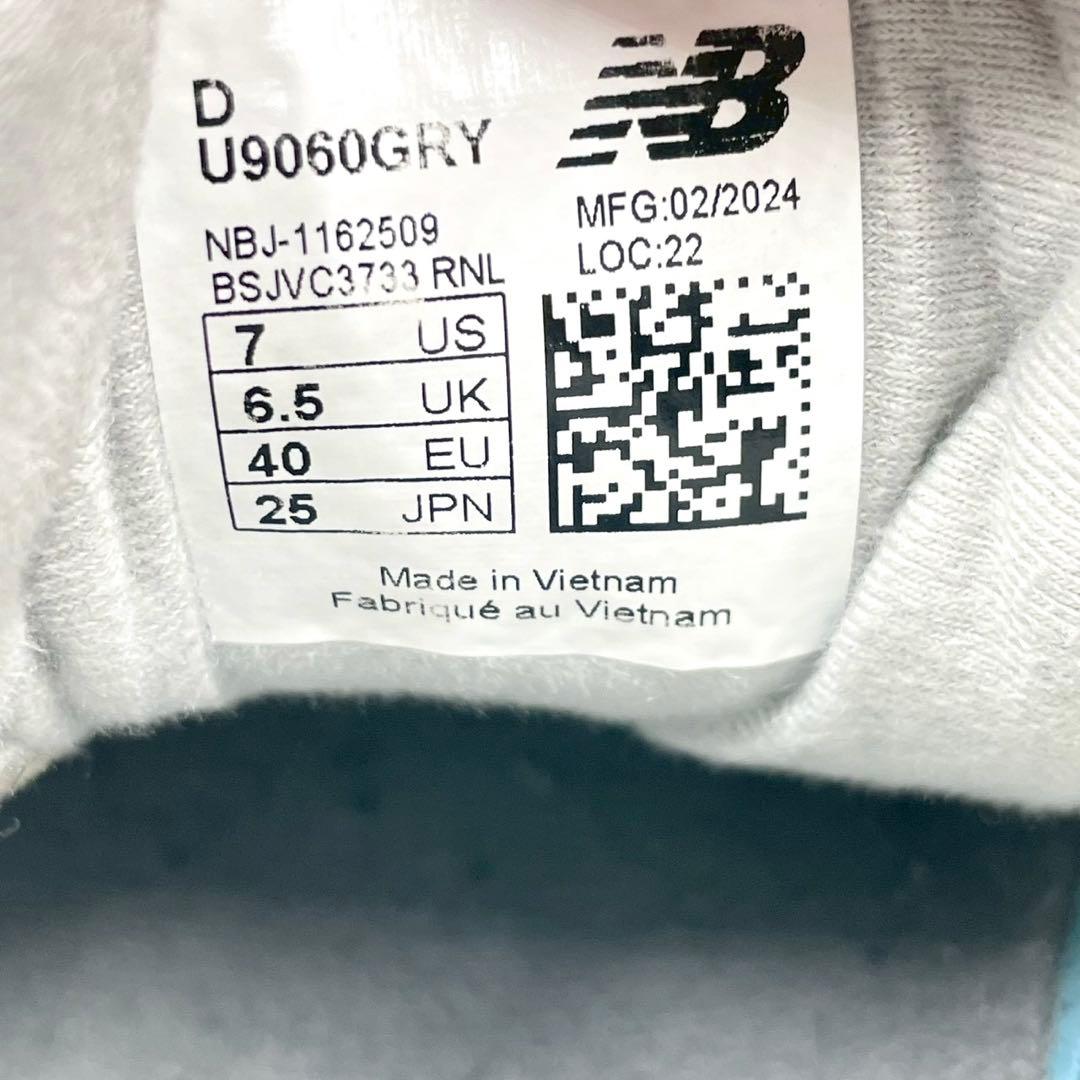 D
U9060GRY
NB
MFG:02/2024
LOC:22
NBJ-1162509
BSJVC3733 RNL
7 US
6.5 UK
40 EU
25 JPN
Made in Vietnam
Fabriqué au Vietnam